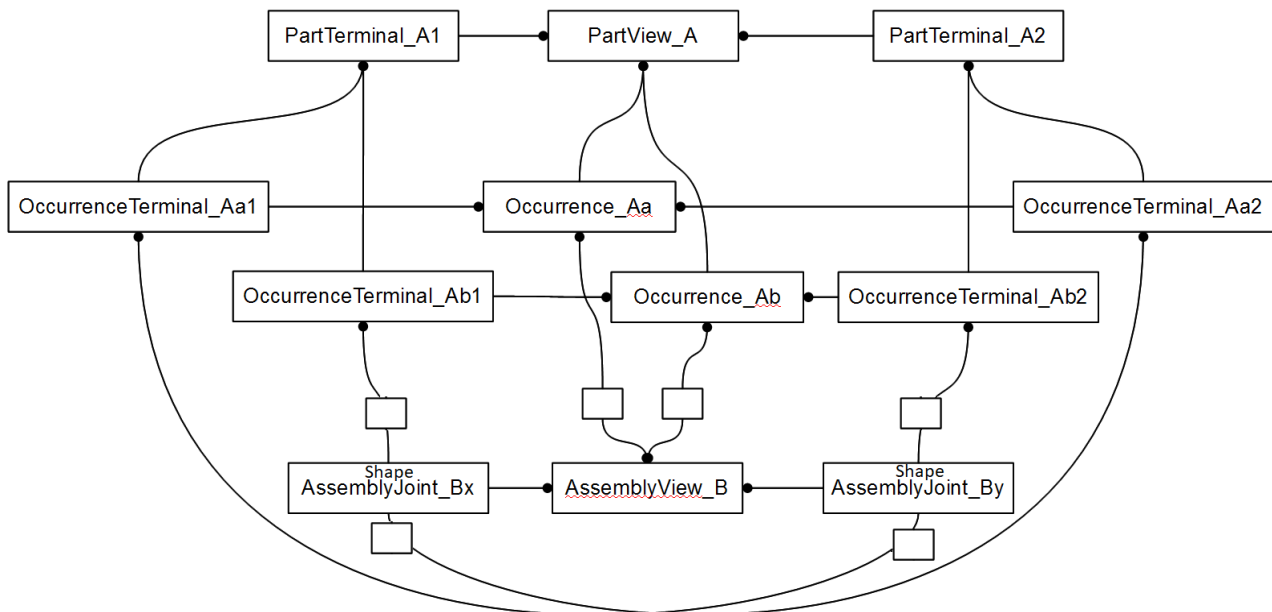 PartTerminal_A1
PartView_A
PartTerminal_A2
OccurrenceTerminal_Aa1
Occurrence_Aa
OccurrenceTerminal_Aa2
OccurrenceTerminal_Ab1
Occurrence_Ab
OccurrenceTerminal_Ab2
Shape
AssemblyJoint_Bx
AssemblyView_B
Shape
AssemblyJoint_By